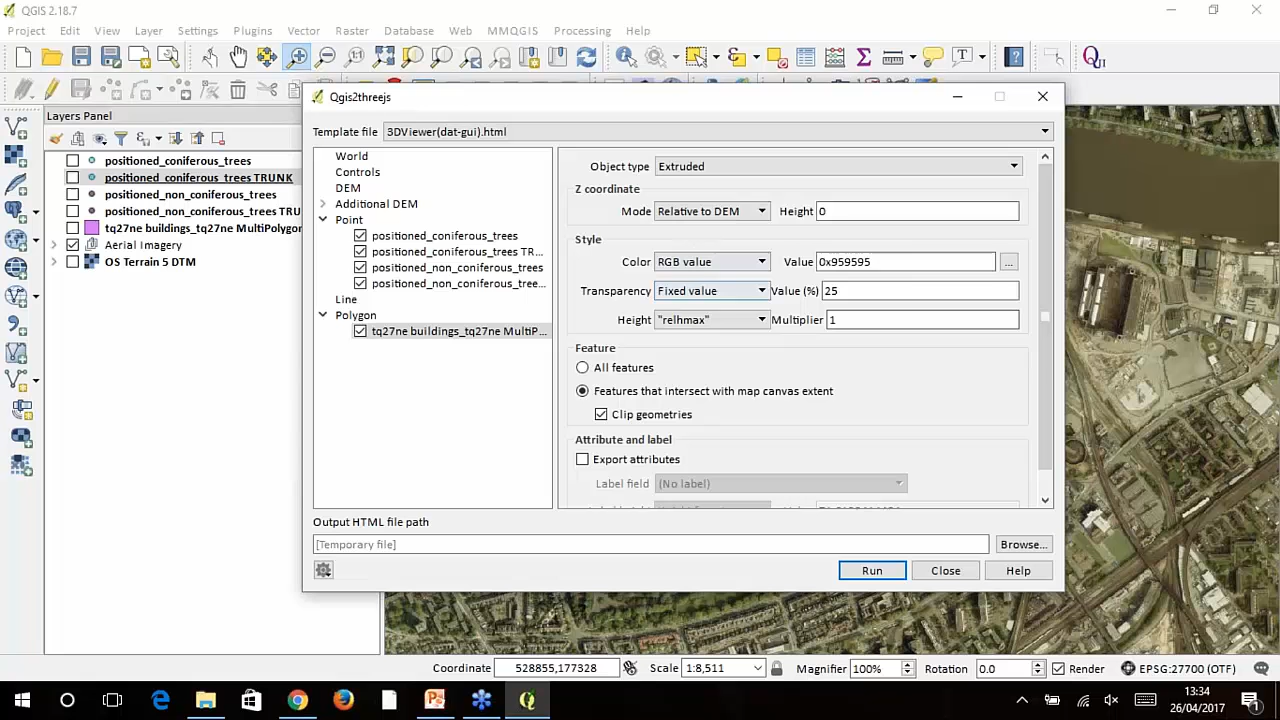 QGIS 2.18.7
Project Edit View Layer Settings Plugins Vector Raster Database Web MMQGIS Processing Help
Layers Panel
positioned_coniferous_trees
positioned_coniferous_trees TRUNK
positioned_non_coniferous_trees
positioned_non_coniferous_trees TRU
tq27ne buildings_tq27ne MultiPolygon
Aerial Imagery
OS Terrain 5 DTM
Qgis2threejs
Template file 3DViewer(dat-gui).html
World
Controls
DEM
Additional DEM
Point
positioned_coniferous_trees
positioned_coniferous_trees TR...
positioned_non_coniferous_trees
positioned_non_coniferous_tree...
Line
Polygon
tq27ne buildings_tq27ne MultiP...
Object type Extruded
Z coordinate
Mode Relative to DEM Height 0
Style
Color RGB value Value 0x959595 ...
Transparency Fixed value Value (%) 25
Height "relhmax" Multiplier 1
Feature
All features
Features that intersect with map canvas extent
Clip geometries
Attribute and label
Export attributes
Label field (No label)
Output HTML file path
[Temporary file] Browse...
Run Close Help
Coordinate 528855,177328 Scale 1:8,511 Magnifier 100% Rotation 0.0 Render EPSG:27700 (OTF)
13:34
26/04/2017